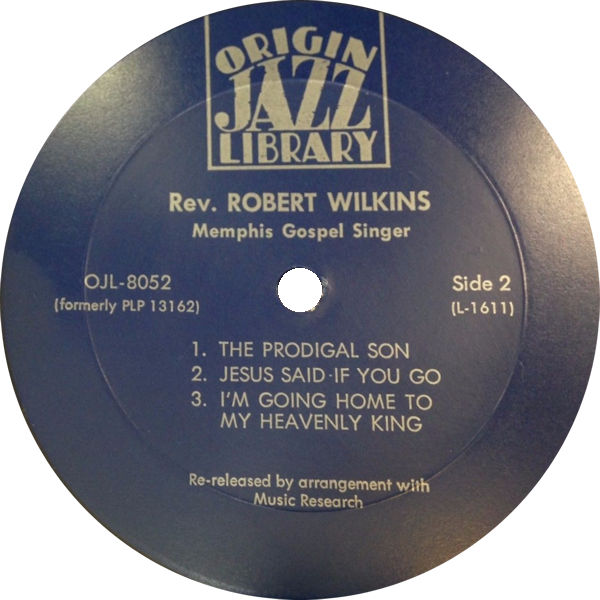 ORIGIN
JAZZ
LIBRARY
Rev. ROBERT WILKINS
Memphis Gospel Singer
OJL-8052
(formerly PLP 13162)
Side 2
(L-1611)
1. THE PRODIGAL SON
2. JESUS SAID·IF YOU GO
3. I'M GOING HOME TO
MY HEAVENLY KING
Re-released by arrangement with
Music Research